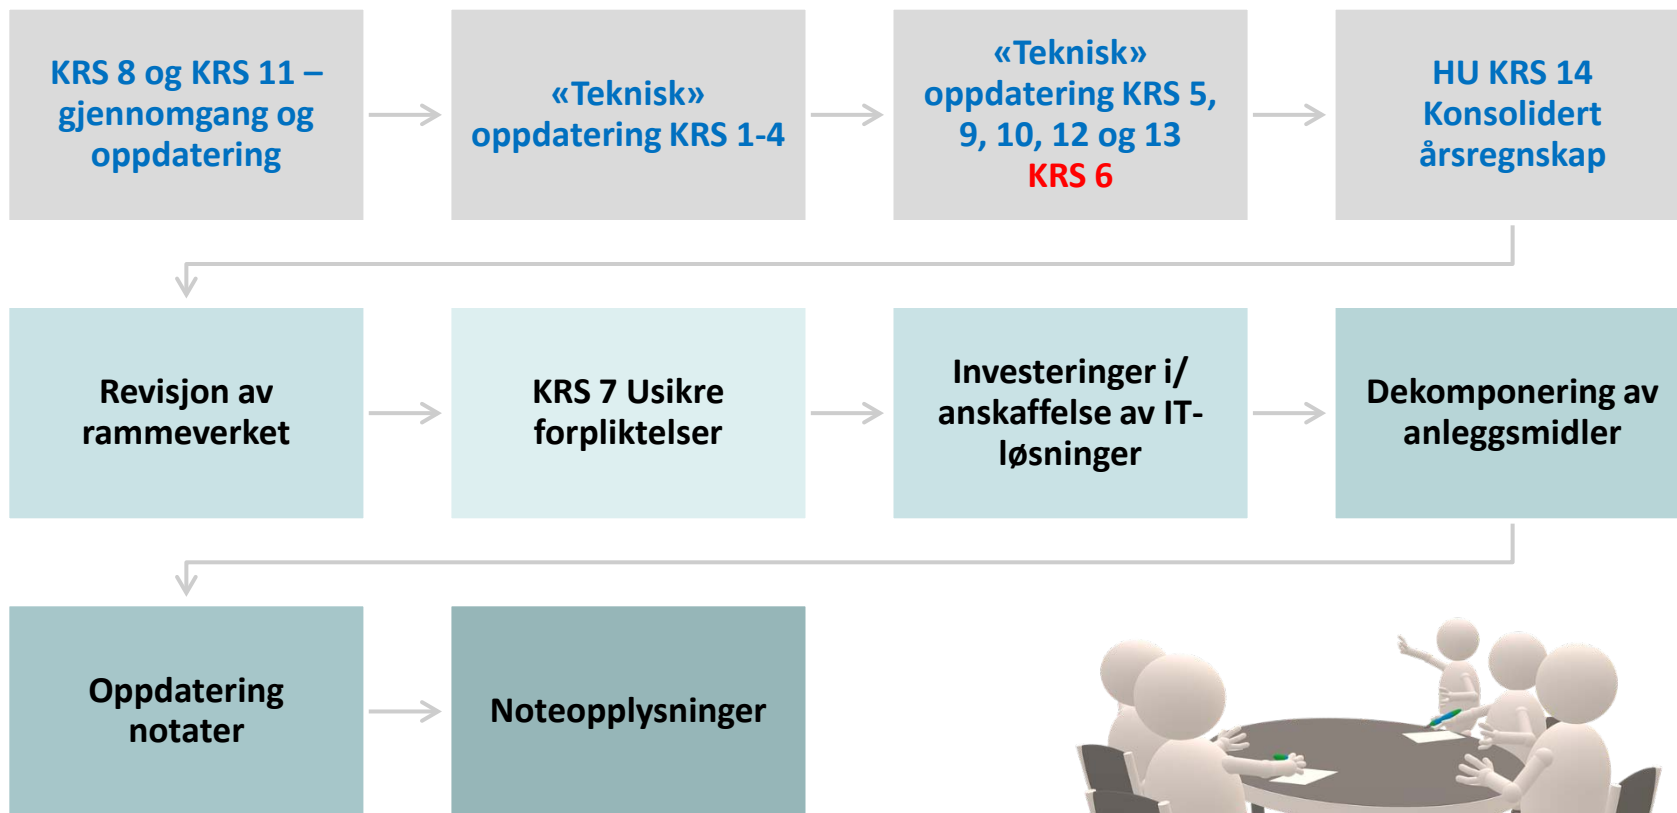 KRS 8 og KRS 11 –
gjennomgang og
oppdatering
«Teknisk»
oppdatering KRS 1-4
«Teknisk»
oppdatering KRS 5,
9, 10, 12 og 13
KRS 6
HU KRS 14
Konsolidert
årsregnskap
Revisjon av
rammeverket
KRS 7 Usikre
forpliktelser
Investeringer i/
anskaffelse av IT-
løsninger
Dekomponering av
anleggsmidler
Oppdatering
notater
Noteopplysninger